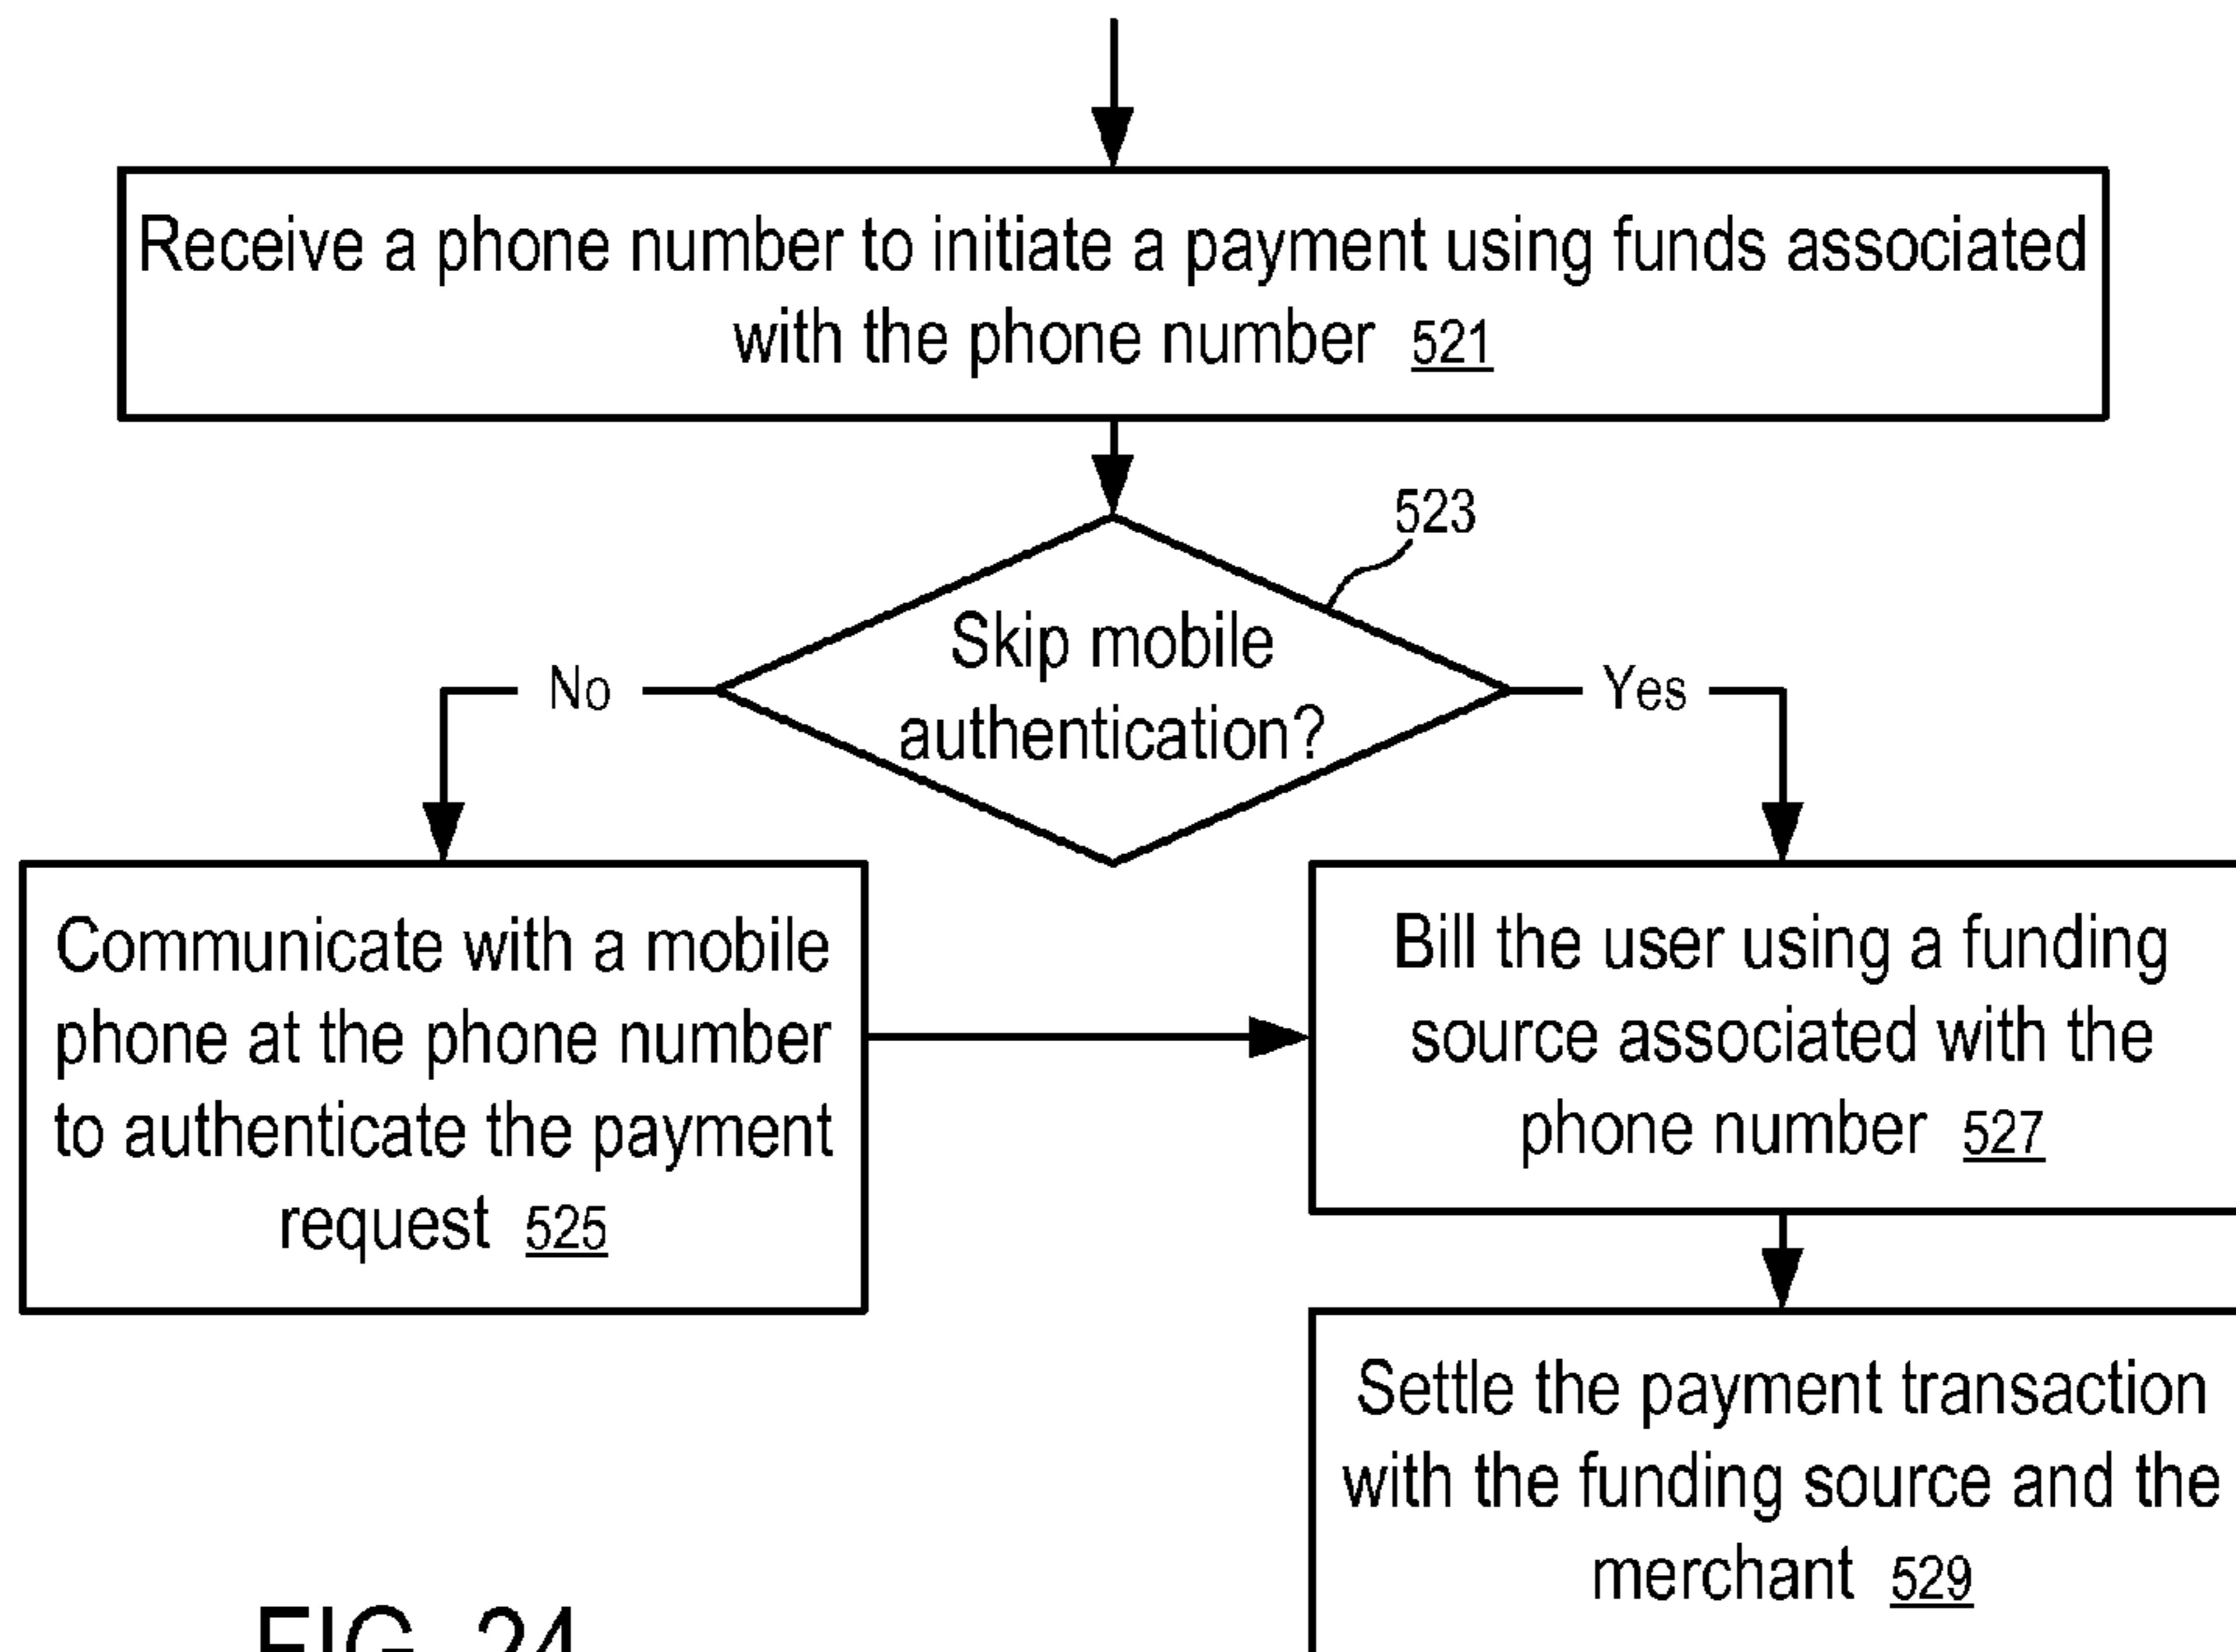 Receive a phone number to initiate a payment using funds associated
with the phone number 521
523
Skip mobile
authentication?
No
Yes
Communicate with a mobile
phone at the phone number
to authenticate the payment
request 525
Bill the user using a funding
source associated with the
phone number 527
Settle the payment transaction
with the funding source and the
merchant 529
FIG. 24